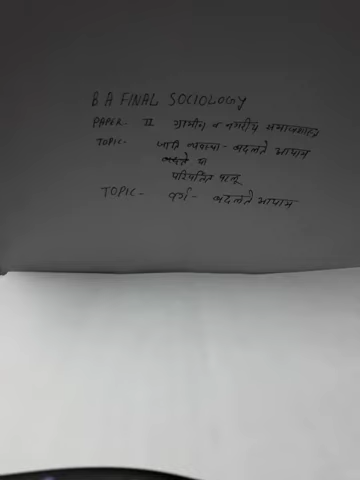 B A FINAL SOCIOLOGY
PAPER- II ग्रामीण व नगरीय समाजशास्त्र
TOPIC- जाति व्यवस्था - बदलते आयाम
बदलते या
परिवर्तित पहलू
TOPIC- वर्ग - बदलते आयाम